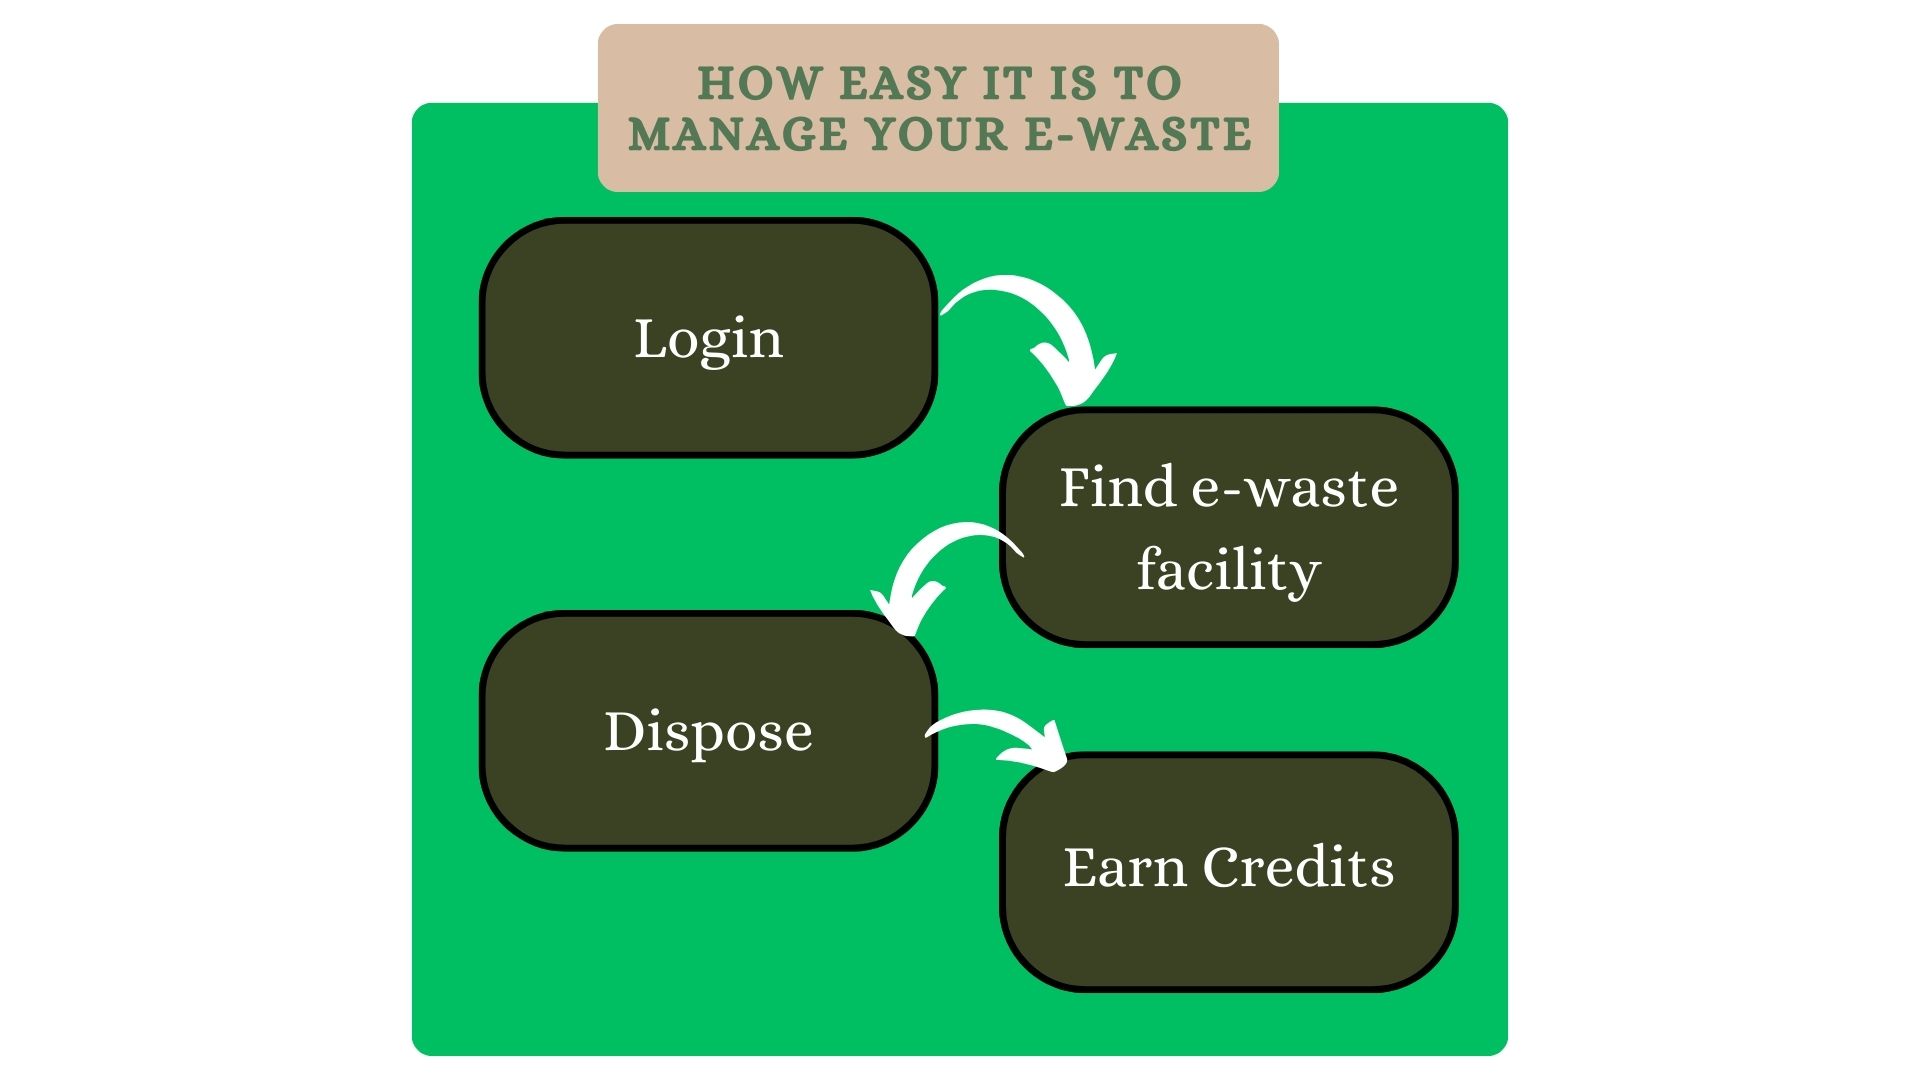 HOW EASY IT IS TO
MANAGE YOUR E-WASTE
Login
Find e-waste
facility
Dispose
Earn Credits